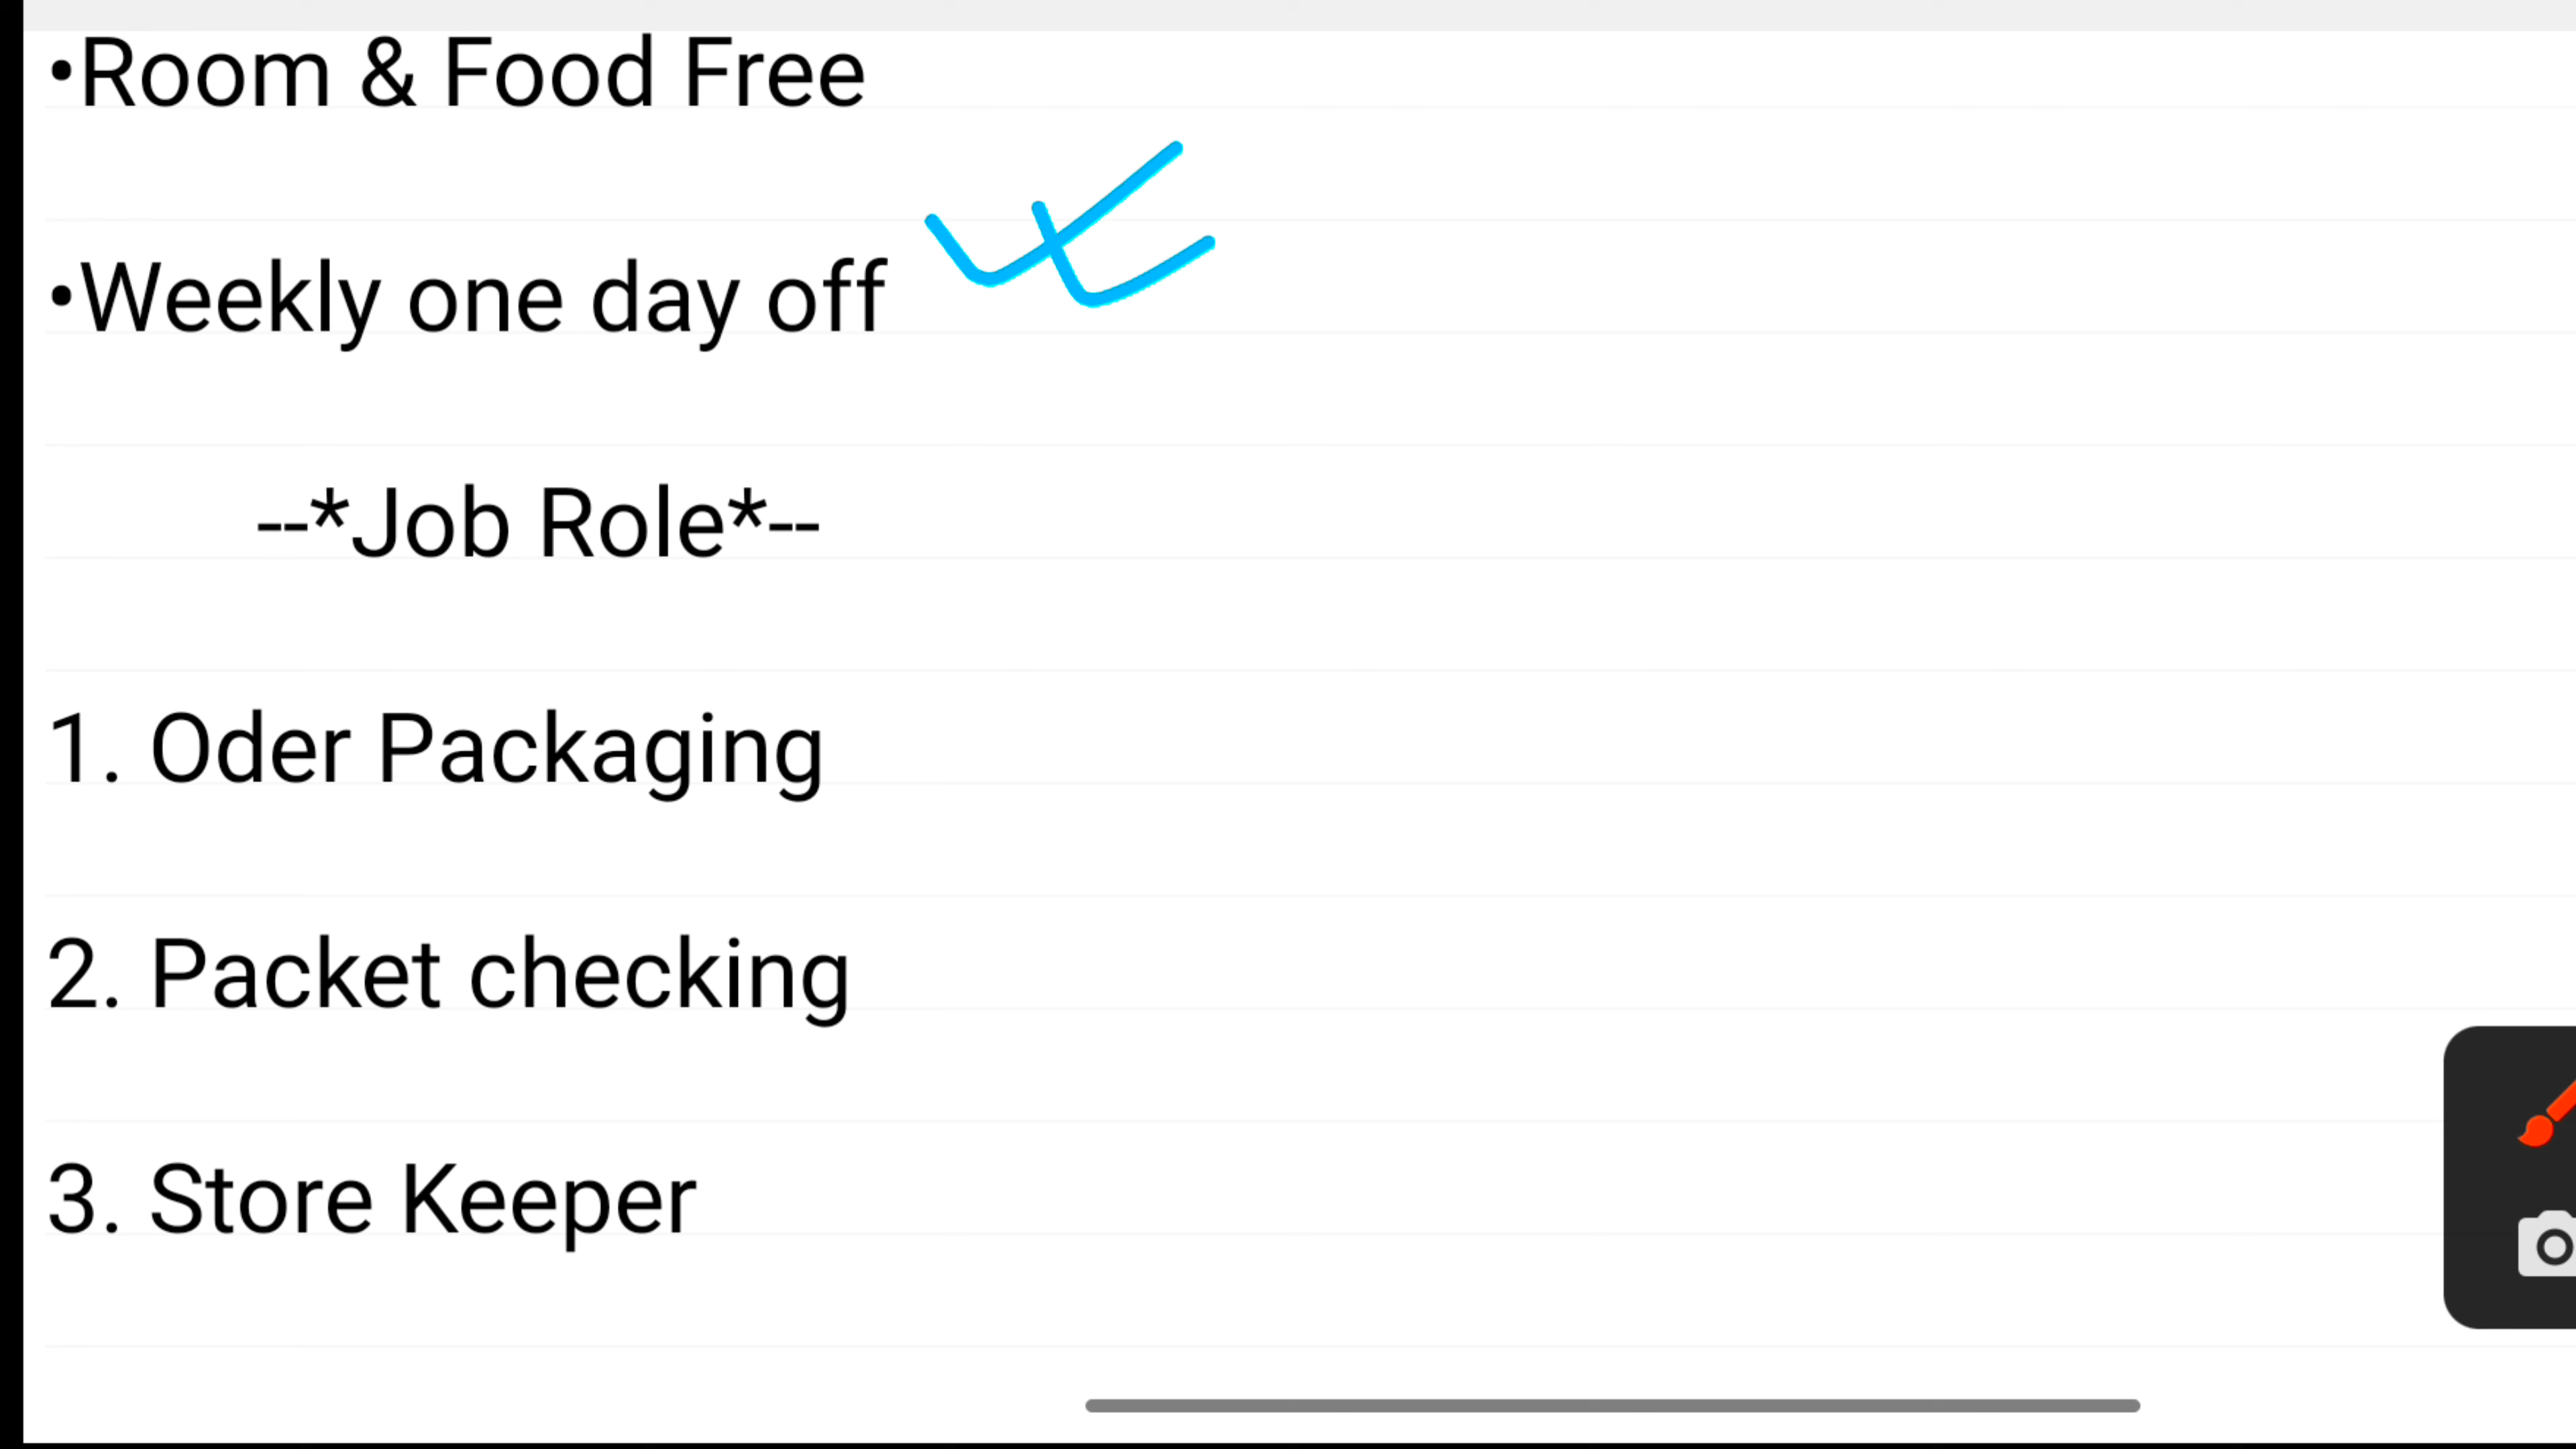 •Room & Food Free
•Weekly one day off
--*Job Role*--
1. Oder Packaging
2. Packet checking
3. Store Keeper